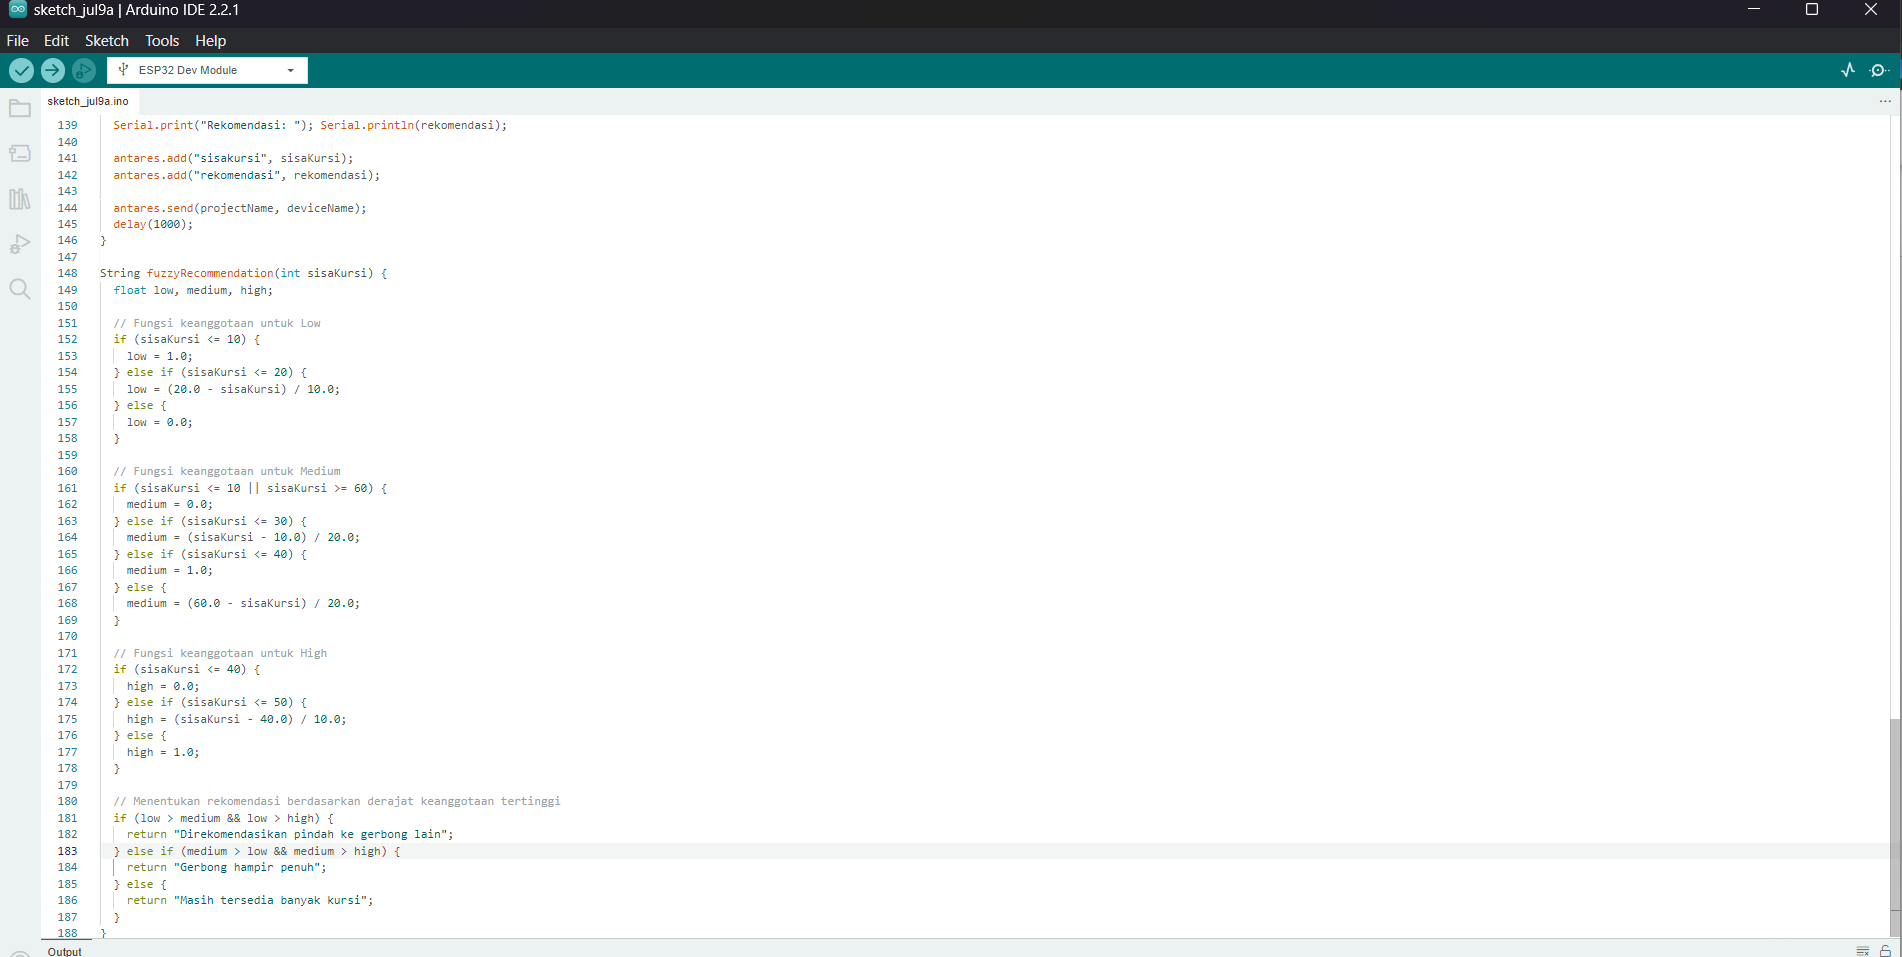 sketch_jul9a | Arduino IDE 2.2.1
File Edit Sketch Tools Help
ESP32 Dev Module
sketch_jul9a.ino
139 Serial.print("Rekomendasi: "); Serial.println(rekomendasi);
140
141 antares.add("sisakursi", sisaKursi);
142 antares.add("rekomendasi", rekomendasi);
143
144 antares.send(projectName, deviceName);
145 delay(1000);
146 }
147
148 String fuzzyRecommendation(int sisaKursi) {
149 float low, medium, high;
150
151 // Fungsi keanggotaan untuk Low
152 if (sisaKursi <= 10) {
153 low = 1.0;
154 } else if (sisaKursi <= 20) {
155 low = (20.0 - sisaKursi) / 10.0;
156 } else {
157 low = 0.0;
158 }
159
160 // Fungsi keanggotaan untuk Medium
161 if (sisaKursi <= 10 || sisaKursi >= 60) {
162 medium = 0.0;
163 } else if (sisaKursi <= 30) {
164 medium = (sisaKursi - 10.0) / 20.0;
165 } else if (sisaKursi <= 40) {
166 medium = 1.0;
167 } else {
168 medium = (60.0 - sisaKursi) / 20.0;
169 }
170
171 // Fungsi keanggotaan untuk High
172 if (sisaKursi <= 40) {
173 high = 0.0;
174 } else if (sisaKursi <= 50) {
175 high = (sisaKursi - 40.0) / 10.0;
176 } else {
177 high = 1.0;
178 }
179
180 // Menentukan rekomendasi berdasarkan derajat keanggotaan tertinggi
181 if (low > medium && low > high) {
182 return "Direkomendasikan pindah ke gerbong lain";
183 } else if (medium > low && medium > high) {
184 return "Gerbong hampir penuh";
185 } else {
186 return "Masih tersedia banyak kursi";
187 }
188 }
Output